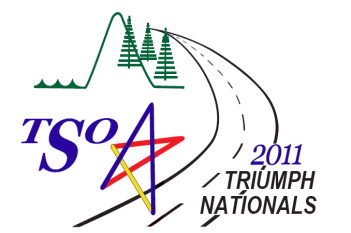 TSO
2011
TRIUMPH
NATIONALS